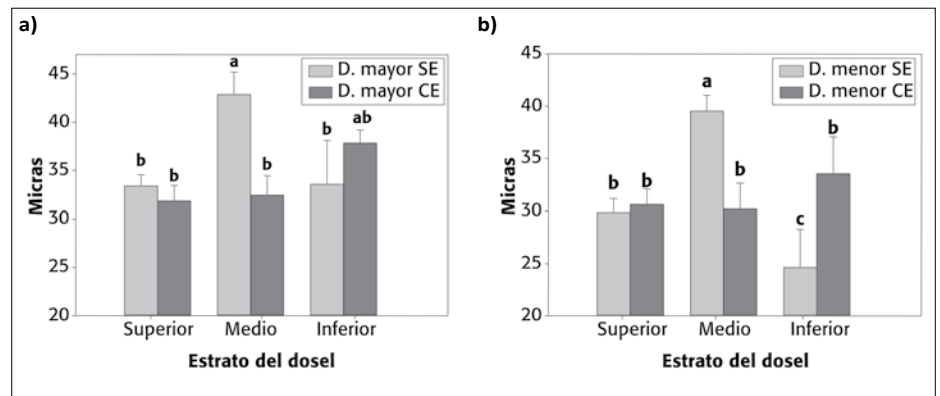 a)
45
40
35
31
25
20
Micras
D. mayor SE
D. mayor CE
b
b
a
b
b
ab
Superior Medio Inferior
Estrato del dosel
b)
45
40
35
30
25
20
Micras
D. menor SE
D. menor CE
b
b
a
b
c
b
Superior Medio Inferior
Estrato del dosel